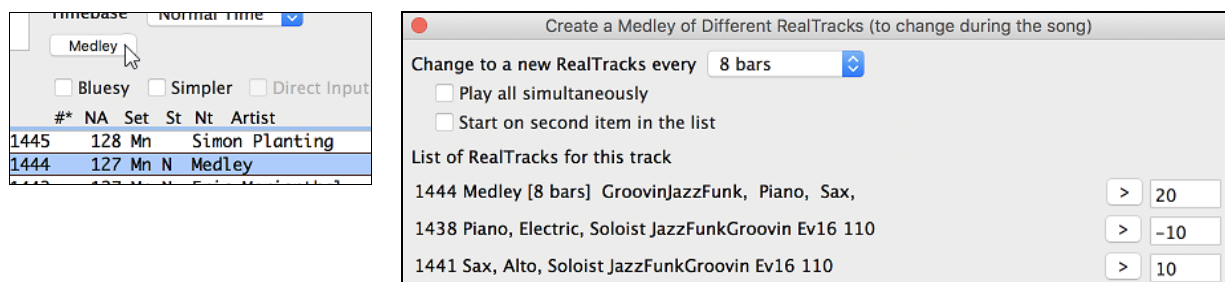 Timebase Normal Time
Medley
Bluesy Simpler Direct Input
#* NA Set St Nt Artist
1445 128 Mn Simon Planting
1444 127 Mn N Medley
Create a Medley of Different RealTracks (to change during the song)
Change to a new RealTracks every 8 bars
Play all simultaneously
Start on second item in the list
List of RealTracks for this track
1444 Medley [8 bars] GroovinJazzFunk, Piano, Sax, > 20
1438 Piano, Electric, Soloist JazzFunkGroovin Ev16 110 > -10
1441 Sax, Alto, Soloist JazzFunkGroovin Ev16 110 > 10